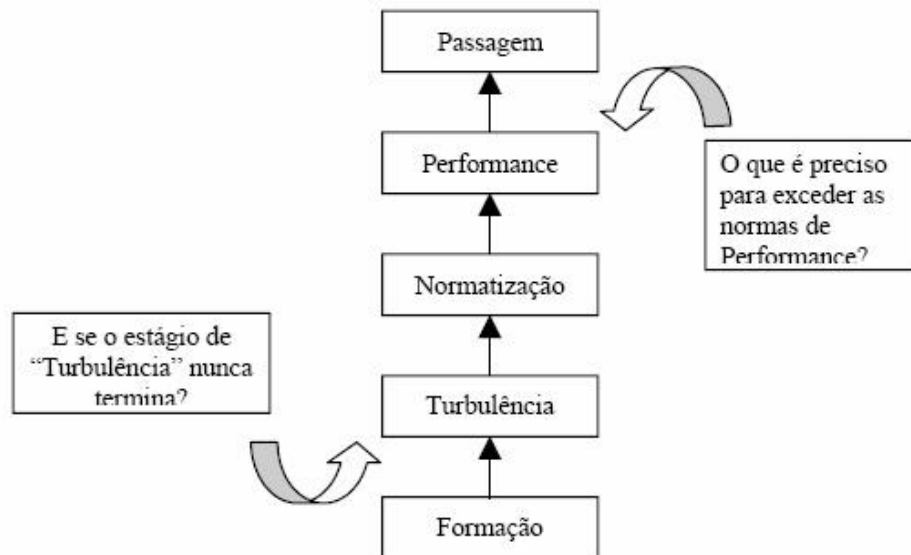 Passagem
Performance
O que é preciso
para exceder as
normas de
Performance?
Normatização
E se o estágio de
“Turbulência” nunca
termina?
Turbulência
Formação